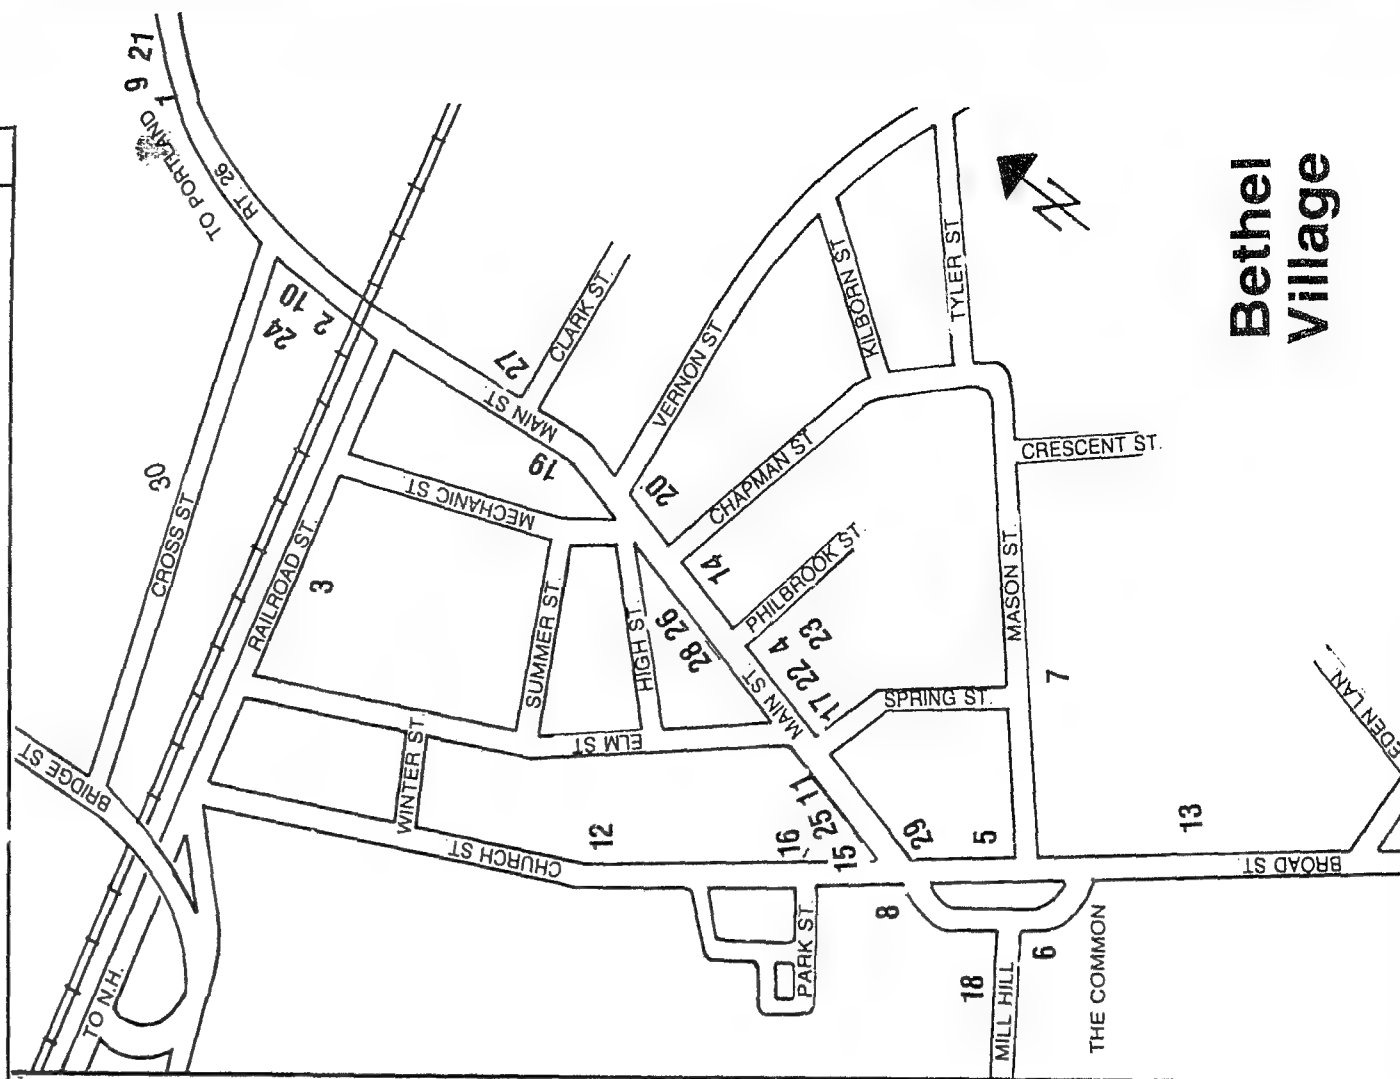 9 21
1
TO PORTLAND
RT. 26
10
2
24
27
CLARK ST.
MAIN ST
19
30
CROSS ST
MECHANIC ST
20
VERNON ST
KILBORN ST
TYLER ST
CHAPMAN ST
CRESCENT ST.
RAILROAD ST.
3
14
PHILBROOK ST.
SUMMER ST.
HIGH ST.
28 26
MAIN ST
17 22 4
23
MASON ST.
7
SPRING ST.
ELM ST
WINTER ST.
BRIDGE ST
CHURCH ST
12
16
25 11
15
29
5
13
BROAD ST
EDEN LAN
PARK ST.
8
6
18
MILL HILL
THE COMMON
TO N.H.
N
Bethel
Village